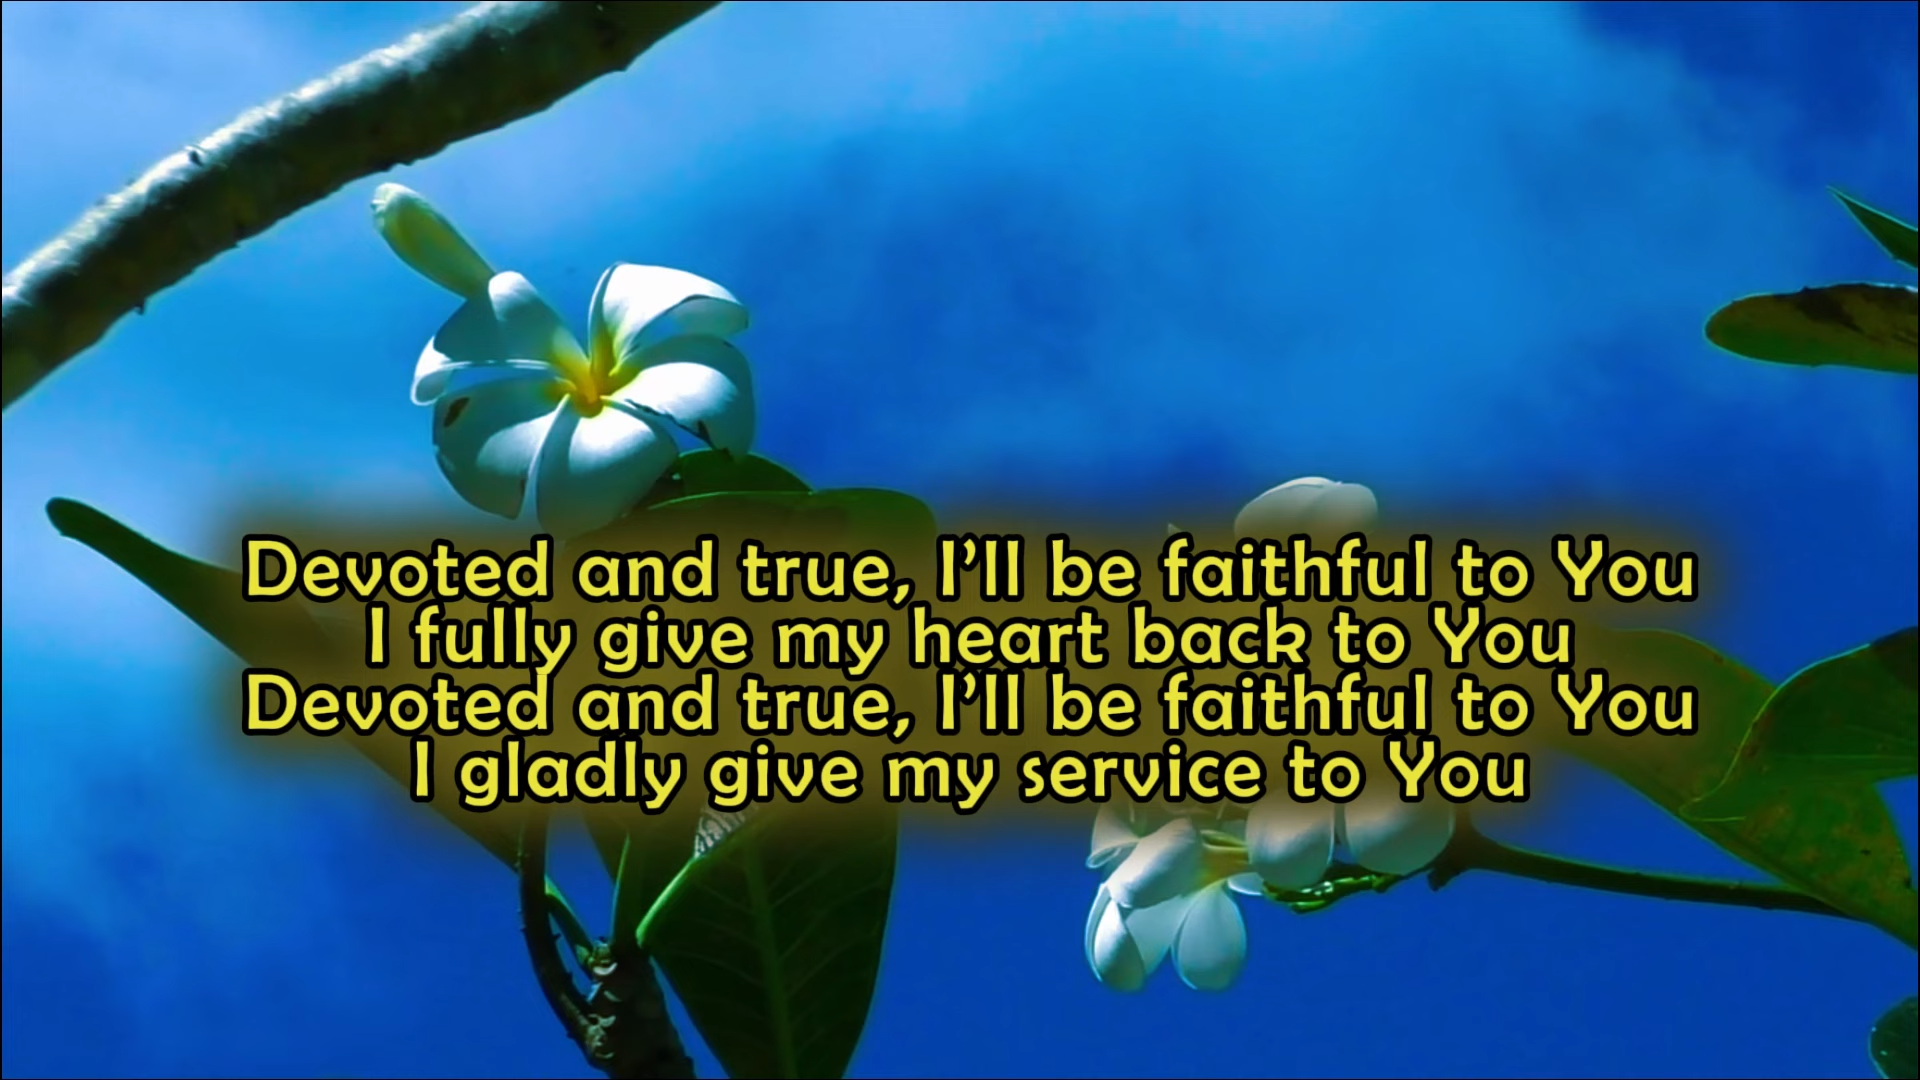 Devoted and true, I’ll be faithful to You
I fully give my heart back to You
Devoted and true, I’ll be faithful to You
I gladly give my service to You